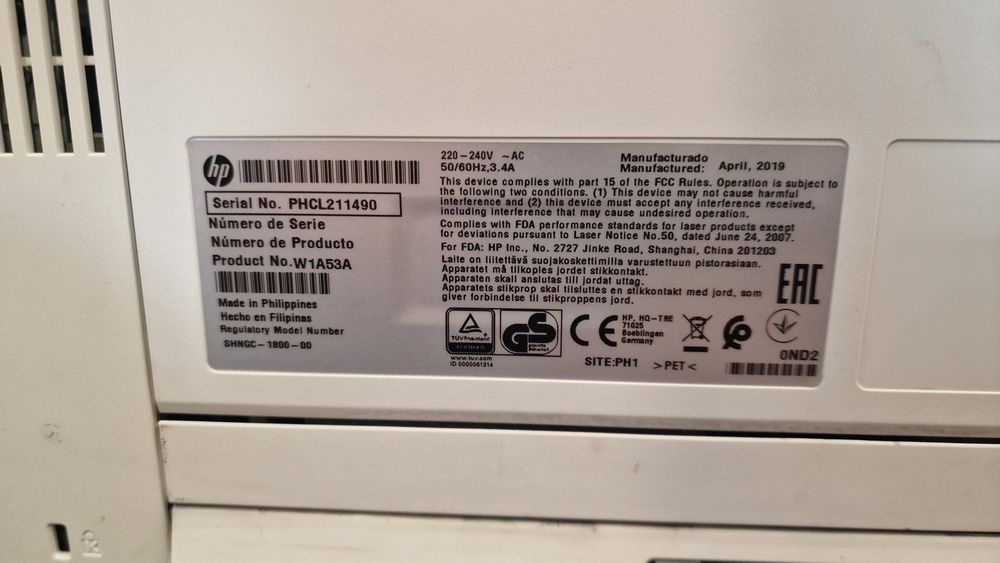 hp
Serial No. PHCL211490
Número de Serie
Número de Producto
Product No.W1A53A
Made in Philippines
Hecho en Filipinas
Regulatory Model Number
SHNGC-1800-00
220-240V ~AC
50/60Hz,3.4A
Manufacturado
Manufactured: April, 2019
This device complies with part 15 of the FCC Rules. Operation is subject to
the following two conditions. (1) This device may not cause harmful
interference and (2) this device must accept any interference received,
including interference that may cause undesired operation.
Complies with FDA performance standards for laser products except
for deviations pursuant to Laser Notice No.50, dated June 24, 2007.
For FDA: HP Inc., No. 2727 Jinke Road, Shanghai, China 201203
Laite on liitettävä suojakoskettimilla varustettuun pistorasiaan.
Apparatet må tilkoples jordet stikkontakt.
Apparaten skall anslutas till jordat uttag.
Apparatets stikprop skal tilsluttes en stikkontakt med jord, som
giver forbindelse til stikproppens jord.
EAC
TÜVRheinland
www.tuv.com
ID 0000061214
GS
geprüfte
Sicherheit
CE
HP, HQ-TRE
71025
Boeblingen
Germany
SITE:PH1
>PET<
0ND2